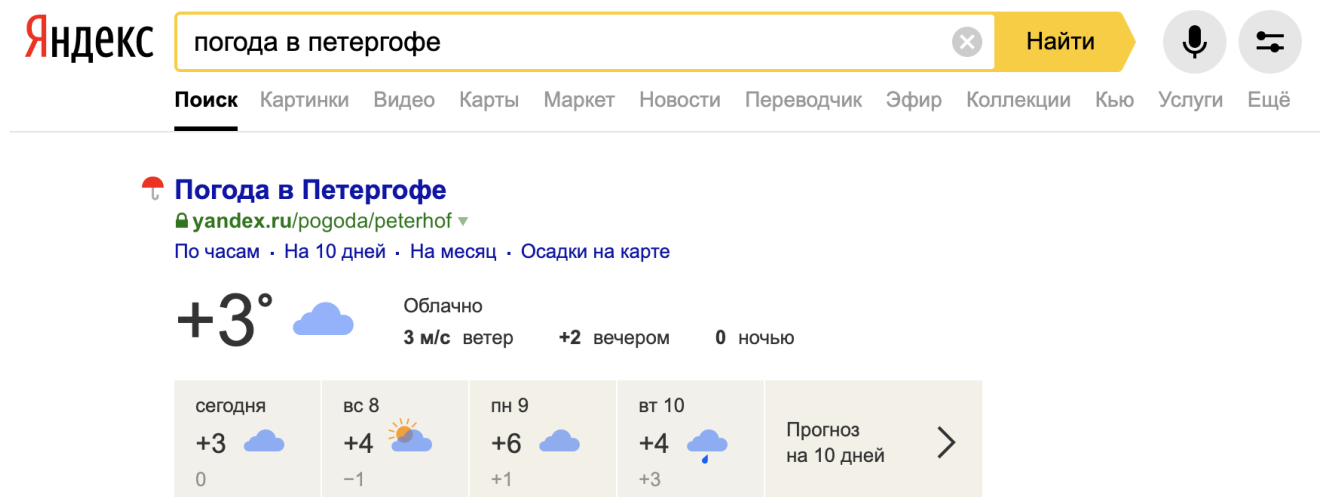 Яндекс
погода в петергофе
Найти
Поиск Картинки Видео Карты Маркет Новости Переводчик Эфир Коллекции Кью Услуги Ещё
Погода в Петергофе
yandex.ru/pogoda/peterhof
По часам · На 10 дней · На месяц · Осадки на карте
+3°
Облачно
3 м/с ветер +2 вечером 0 ночью
сегодня
+3
0
вс 8
+4
−1
пн 9
+6
+1
вт 10
+4
+3
Прогноз
на 10 дней